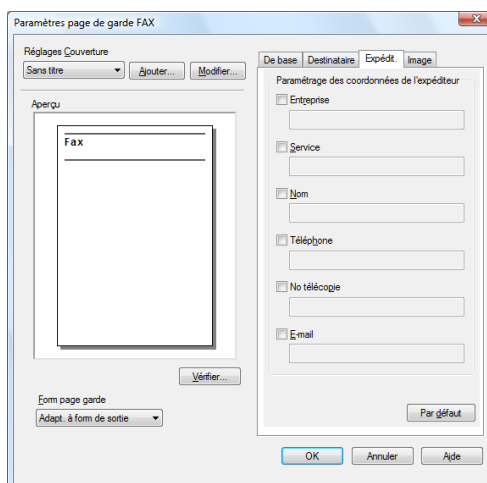 Paramètres page de garde FAX
Réglages Couverture
Sans titre
Ajouter...
Modifier...
Aperçu
Fax
Vérifier...
Form page garde
Adapt. à form de sortie
De base
Destinataire
Expédit.
Image
Paramétrage des coordonnées de l'expéditeur
Entreprise
Service
Nom
Téléphone
No télécopie
E-mail
Par défaut
OK
Annuler
Aide